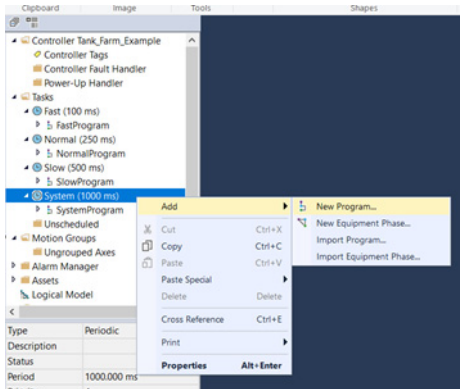 Clipboard Image Tools Shapes
Controller Tank_Farm_Example
Controller Tags
Controller Fault Handler
Power-Up Handler
Tasks
Fast (100 ms)
FastProgram
Normal (250 ms)
NormalProgram
Slow (500 ms)
SlowProgram
System (1000 ms)
SystemProgram
Unscheduled
Motion Groups
Ungrouped Axes
Alarm Manager
Assets
Logical Model
Type Periodic
Description
Status
Period 1000.000 ms
Add
Cut Ctrl+X
Copy Ctrl+C
Paste Ctrl+V
Paste Special
Delete Delete
Cross Reference Ctrl+E
Print
Properties Alt+Enter
New Program...
New Equipment Phase...
Import Program...
Import Equipment Phase...